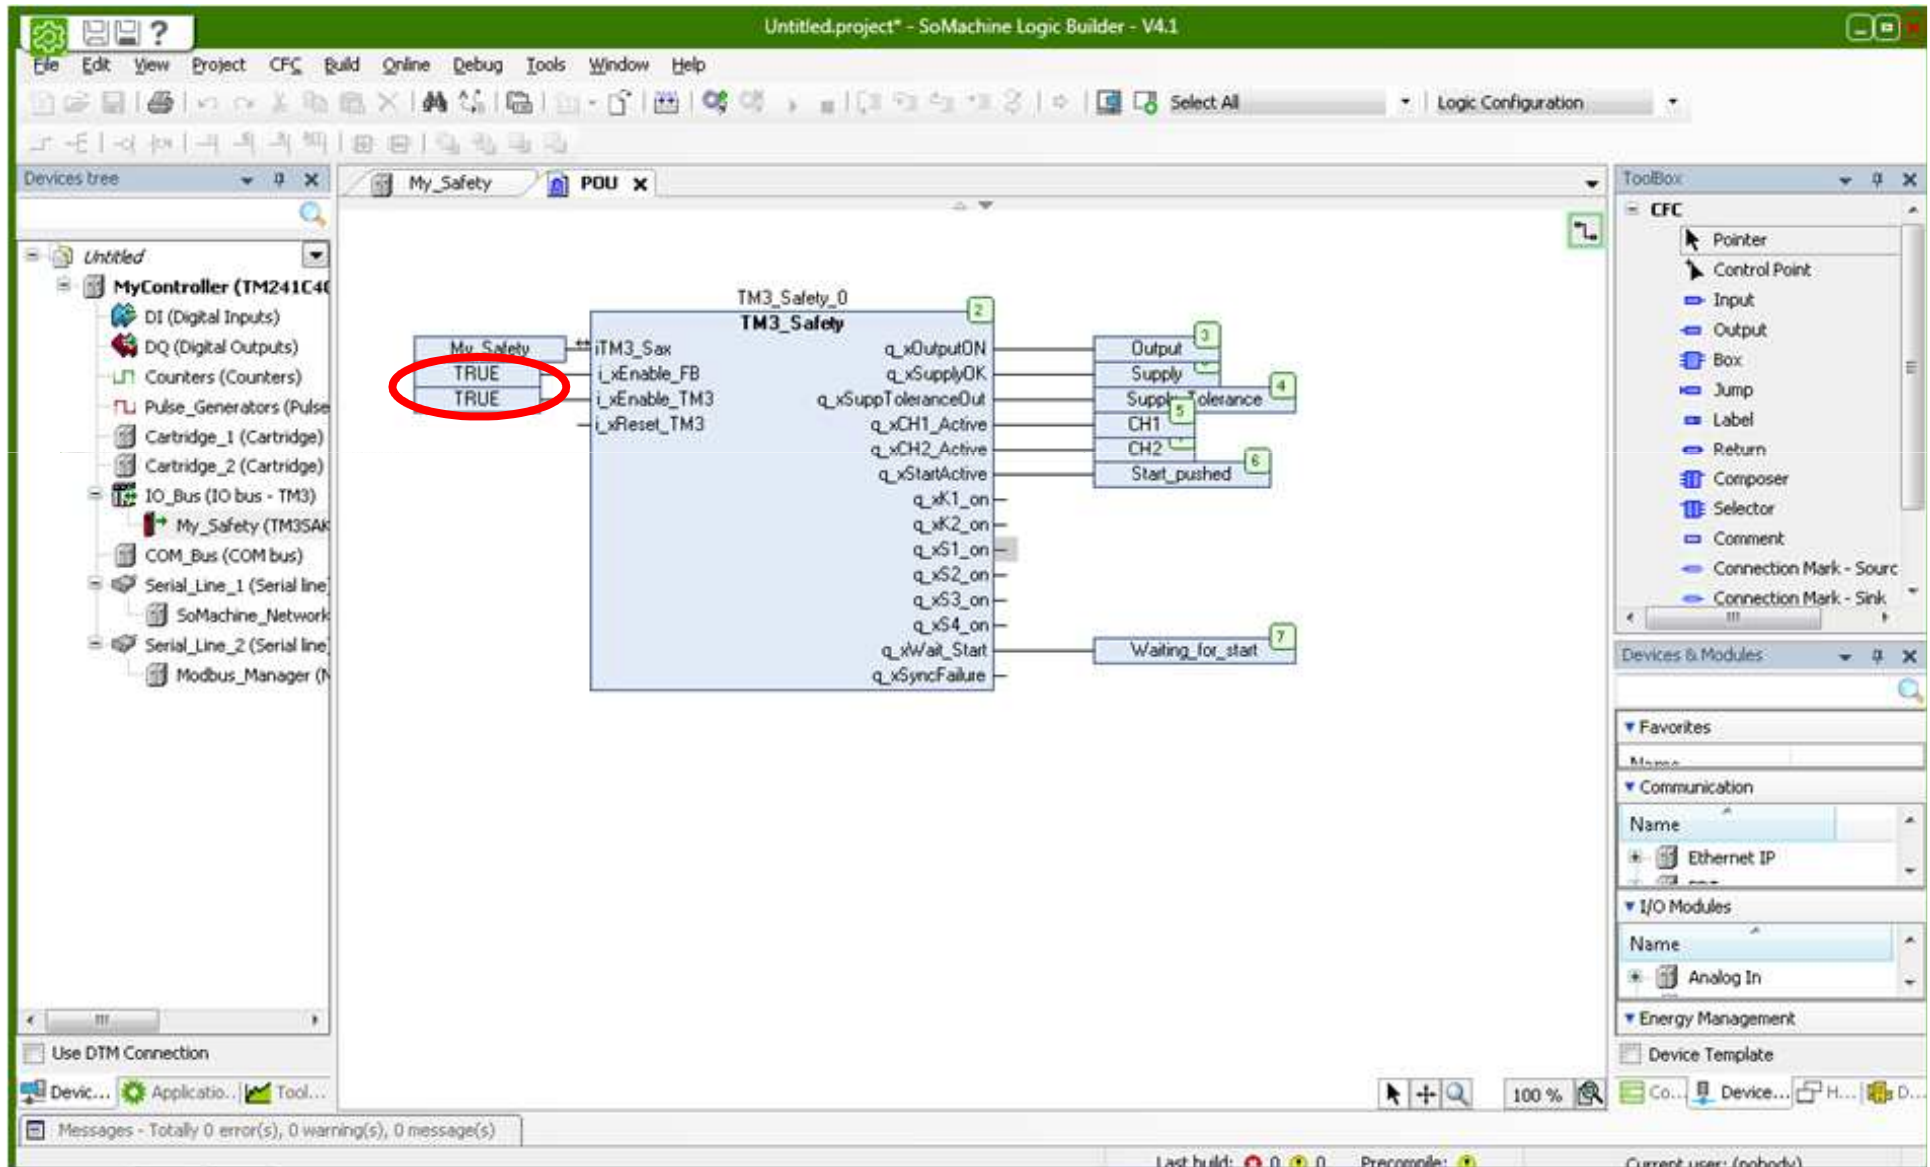 Untitled.project* - SoMachine Logic Builder - V4.1
File Edit View Project CFC Build Online Debug Tools Window Help
Select All
Logic Configuration
Devices tree
Untitled
MyController (TM241C40
DI (Digital Inputs)
DQ (Digital Outputs)
Counters (Counters)
Pulse_Generators (Pulse
Cartridge_1 (Cartridge)
Cartridge_2 (Cartridge)
IO_Bus (IO bus - TM3)
My_Safety (TM3SAK
COM_Bus (COM bus)
Serial_Line_1 (Serial line
SoMachine_Network
Serial_Line_2 (Serial line
Modbus_Manager (
Use DTM Connection
Devic... Applicatio.. Tool...
My_Safety POU
TM3_Safety_0
TM3_Safety
2
My_Safety
TRUE
TRUE
iTM3_Sax
i_xEnable_FB
i_xEnable_TM3
i_xReset_TM3
q_xOutputON
q_xSupplyOK
q_xSuppToleranceOut
q_xCH1_Active
q_xCH2_Active
q_xStartActive
q_xK1_on
q_xK2_on
q_xS1_on
q_xS2_on
q_xS3_on
q_xS4_on
q_xWait_Start
q_xSyncFailure
Output 3
Supply
Supply_Tolerance 4
CH1 5
CH2
Start_pushed 6
Waiting_for_start 7
100 %
ToolBox
CFC
Pointer
Control Point
Input
Output
Box
Jump
Label
Return
Composer
Selector
Comment
Connection Mark - Sourc
Connection Mark - Sink
Devices & Modules
Favorites
Name
Communication
Name
Ethernet IP
I/O Modules
Name
Analog In
Energy Management
Device Template
Co... Device... H... D...
Messages - Totally 0 error(s), 0 warning(s), 0 message(s)
Last build: 0 0 Precompile: Current user: (nobody)